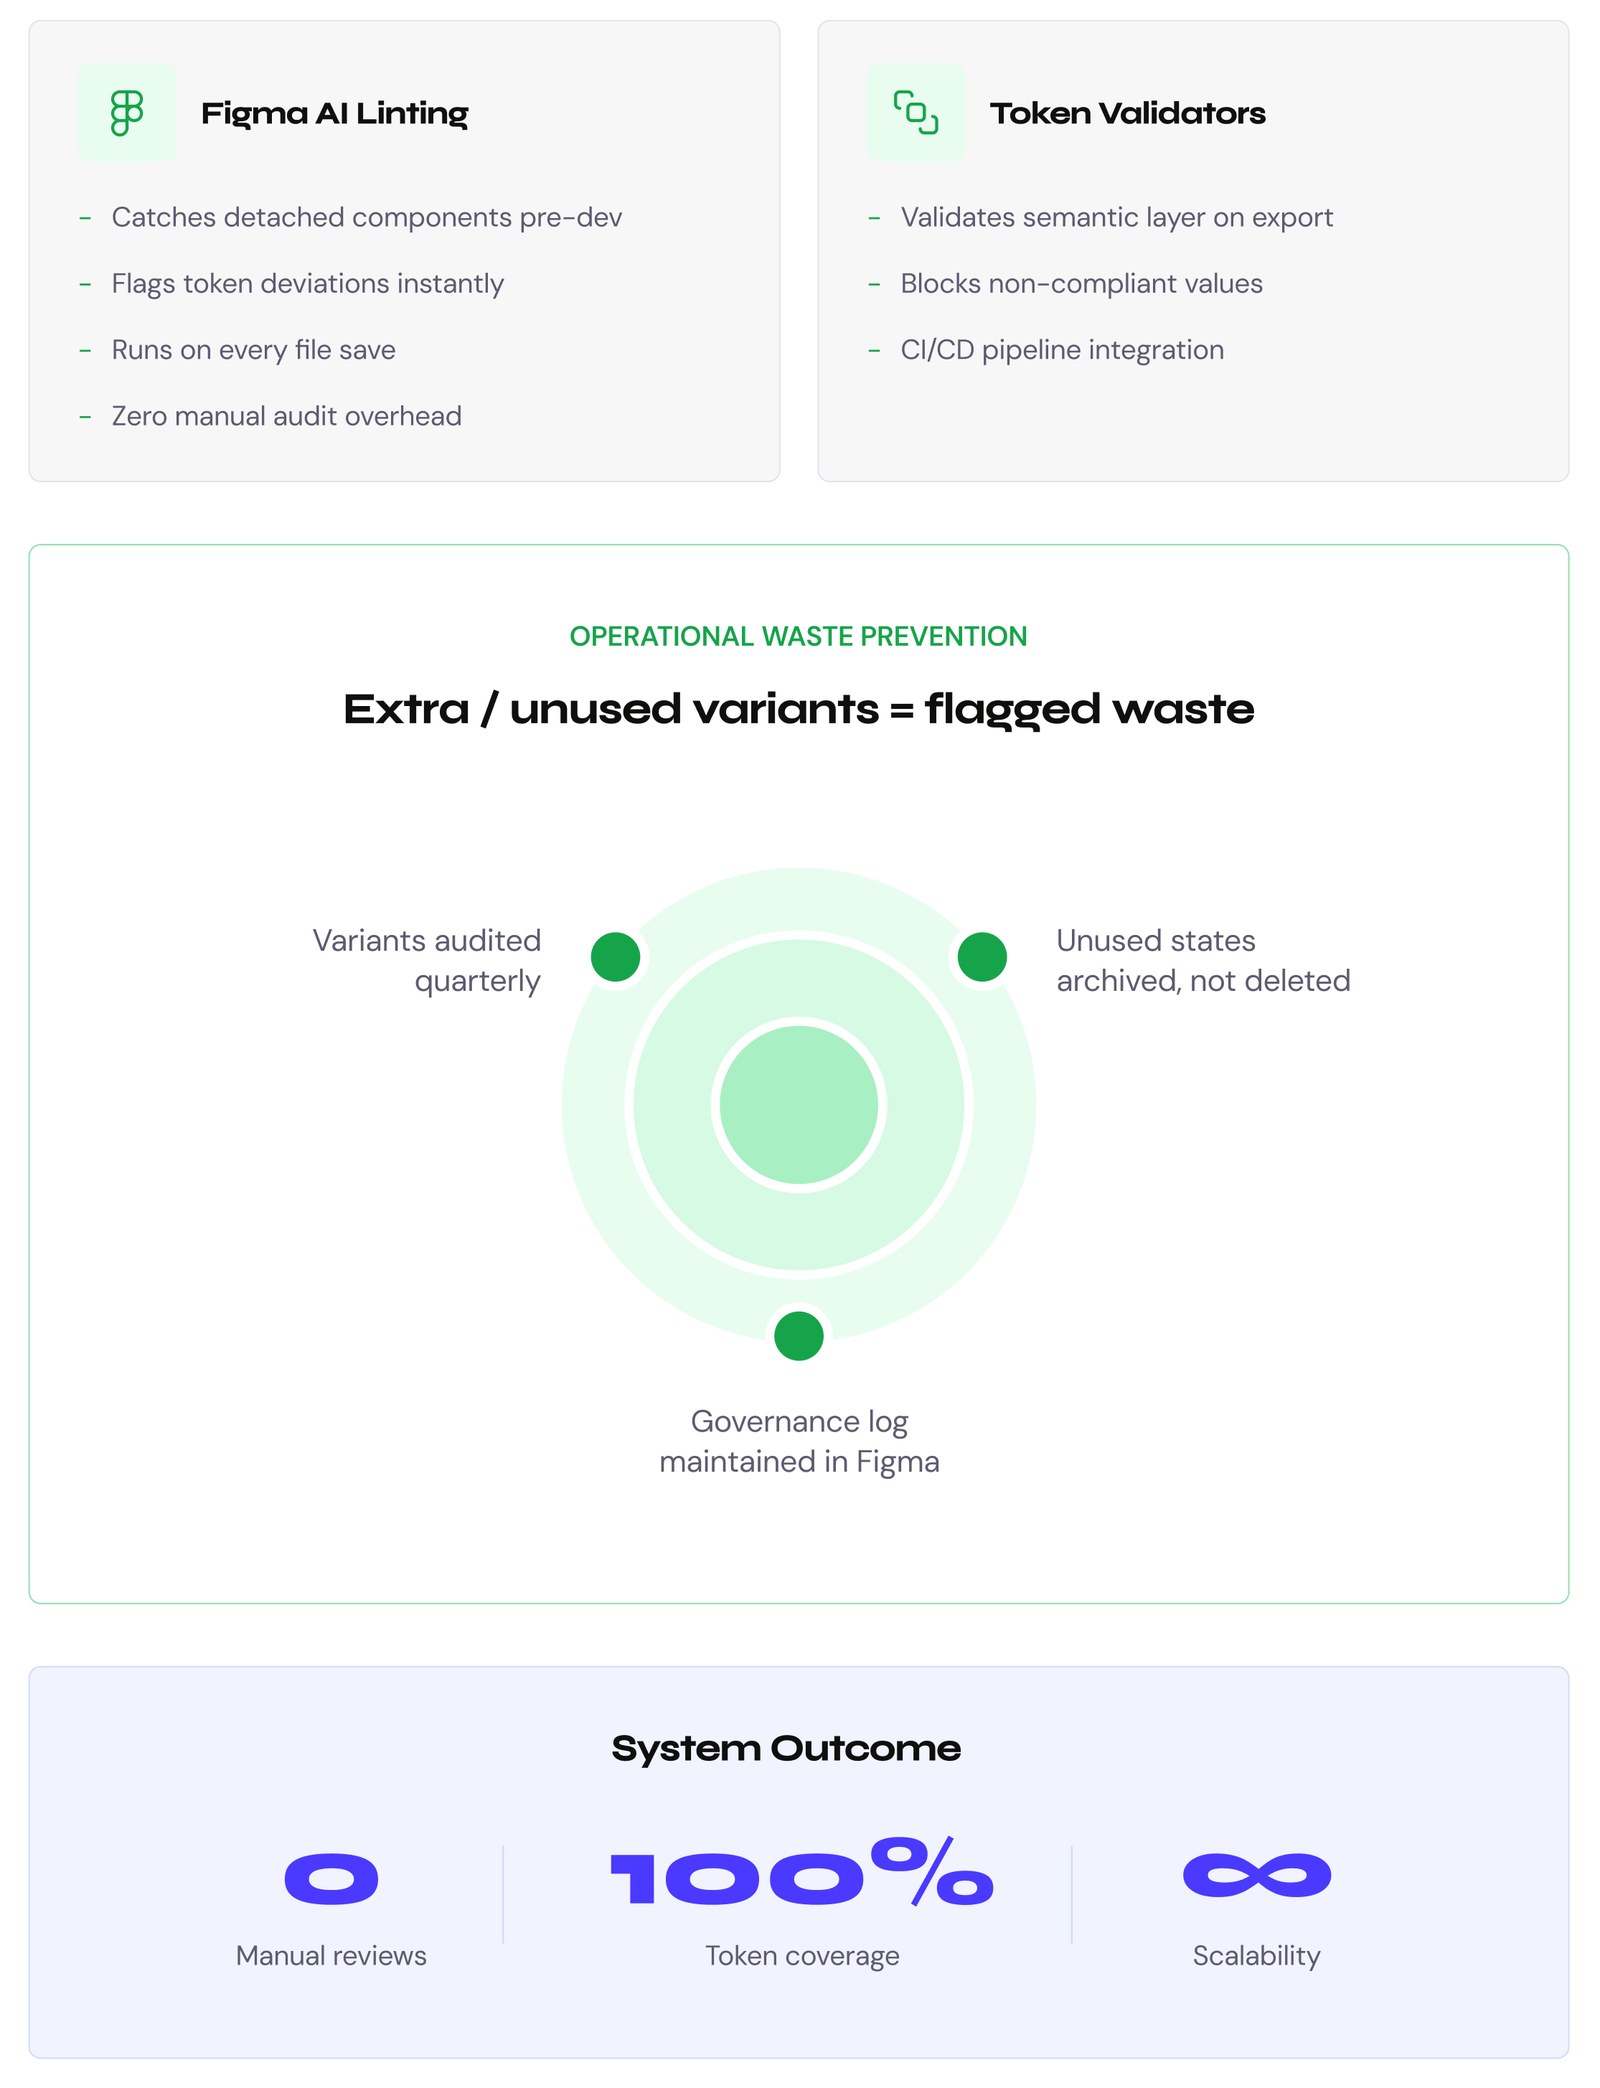 Figma AI Linting
- Catches detached components pre-dev
- Flags token deviations instantly
- Runs on every file save
- Zero manual audit overhead
Token Validators
- Validates semantic layer on export
- Blocks non-compliant values
- CI/CD pipeline integration
OPERATIONAL WASTE PREVENTION
Extra / unused variants = flagged waste
Variants audited
quarterly
Unused states
archived, not deleted
Governance log
maintained in Figma
System Outcome
0
Manual reviews
100%
Token coverage
∞
Scalability